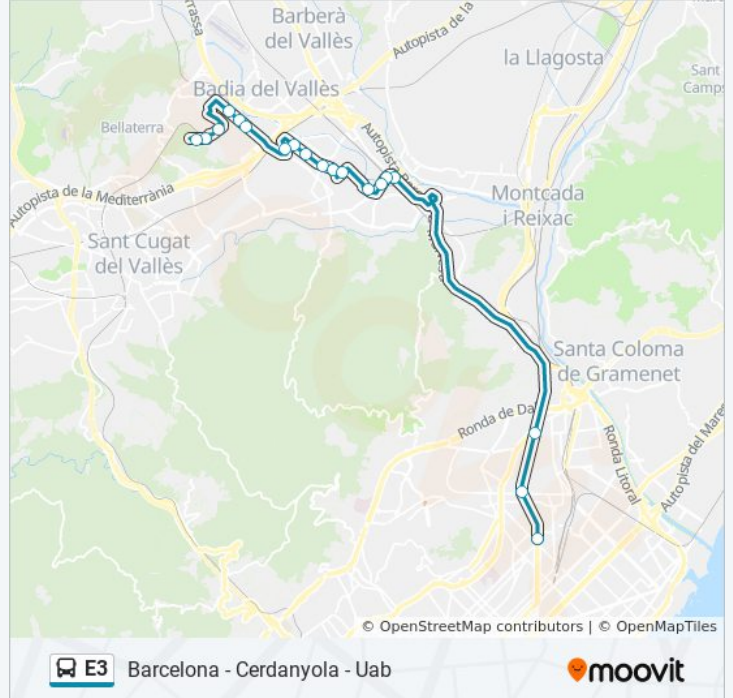 Barberà
del Vallès
Autopista de la
rrassa
la Llagosta
Sant
Camps
Badia del Vallès
Bellaterra
Autopista
Autopista de la Mediterrània
Montcada
i Reixac
Sant Cugat
del Vallès
Santa Coloma
de Gramenet
Ronda de Da
Ronda Litoral
Autopista del Mares
© OpenStreetMap contributors | © OpenMapTiles
E3 Barcelona - Cerdanyola - Uab
moovit